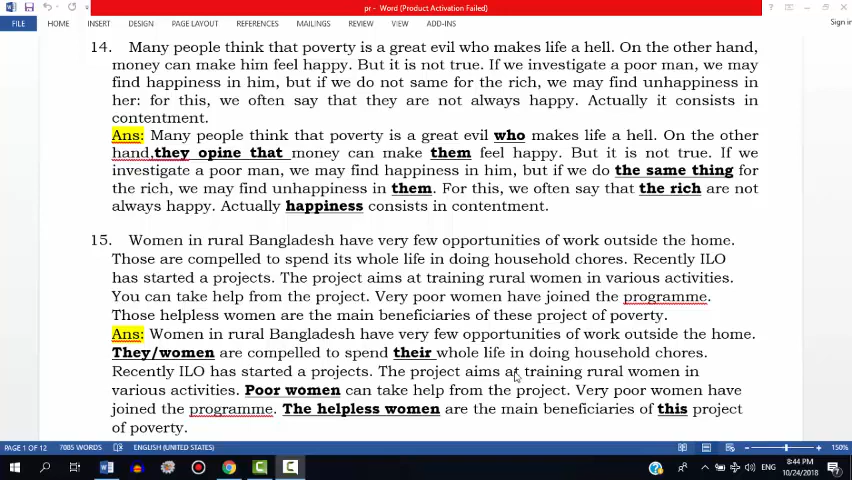 pr - Word (Product Activation Failed)
FILE HOME INSERT DESIGN PAGE LAYOUT REFERENCES MAILINGS REVIEW VIEW ADD-INS Sign in
14. Many people think that poverty is a great evil who makes life a hell. On the other hand,
money can make him feel happy. But it is not true. If we investigate a poor man, we may
find happiness in him, but if we do not same for the rich, we may find unhappiness in
her: for this, we often say that they are not always happy. Actually it consists in
contentment.
Ans: Many people think that poverty is a great evil who makes life a hell. On the other
hand,they opine that money can make them feel happy. But it is not true. If we
investigate a poor man, we may find happiness in him, but if we do the same thing for
the rich, we may find unhappiness in them. For this, we often say that the rich are not
always happy. Actually happiness consists in contentment.
15. Women in rural Bangladesh have very few opportunities of work outside the home.
Those are compelled to spend its whole life in doing household chores. Recently ILO
has started a projects. The project aims at training rural women in various activities.
You can take help from the project. Very poor women have joined the programme.
Those helpless women are the main beneficiaries of these project of poverty.
Ans: Women in rural Bangladesh have very few opportunities of work outside the home.
They/women are compelled to spend their whole life in doing household chores.
Recently ILO has started a projects. The project aims at training rural women in
various activities. Poor women can take help from the project. Very poor women have
joined the programme. The helpless women are the main beneficiaries of this project
of poverty.
PAGE 1 OF 12 7085 WORDS ENGLISH (UNITED STATES) 150%
ENG 8:44 PM
10/24/2018